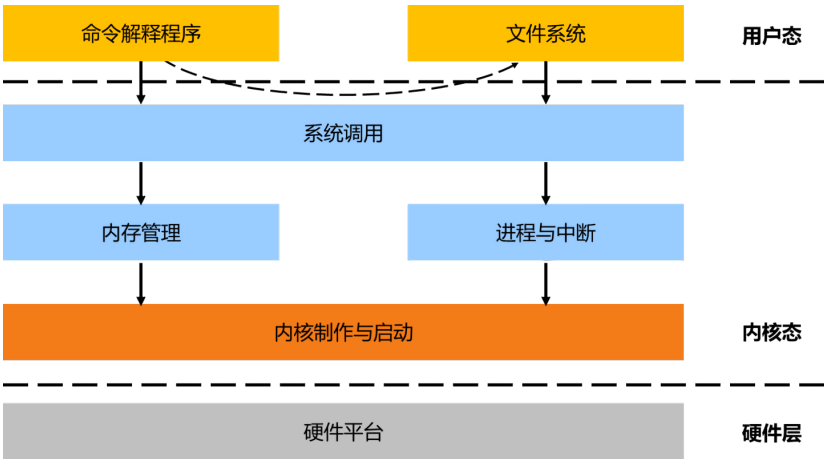 命令解释程序
文件系统
用户态
系统调用
内存管理
进程与中断
内核制作与启动
内核态
硬件平台
硬件层